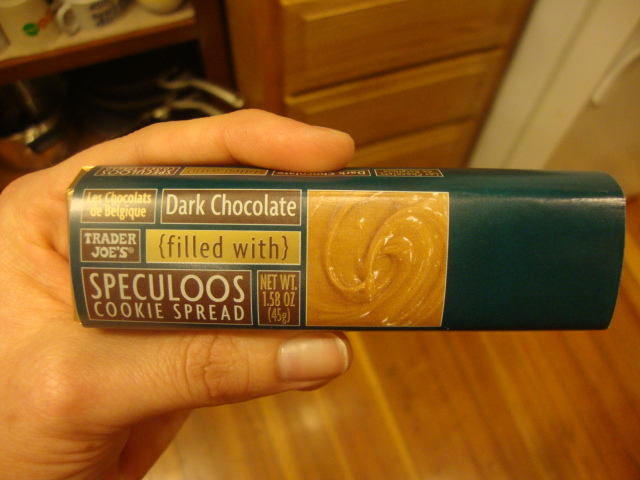 Les Chocolats
de Belgique
Dark Chocolate
TRADER
JOE'S®
{filled with}
SPECULOOS
COOKIE SPREAD
NET WT.
1.58 OZ
(45g)